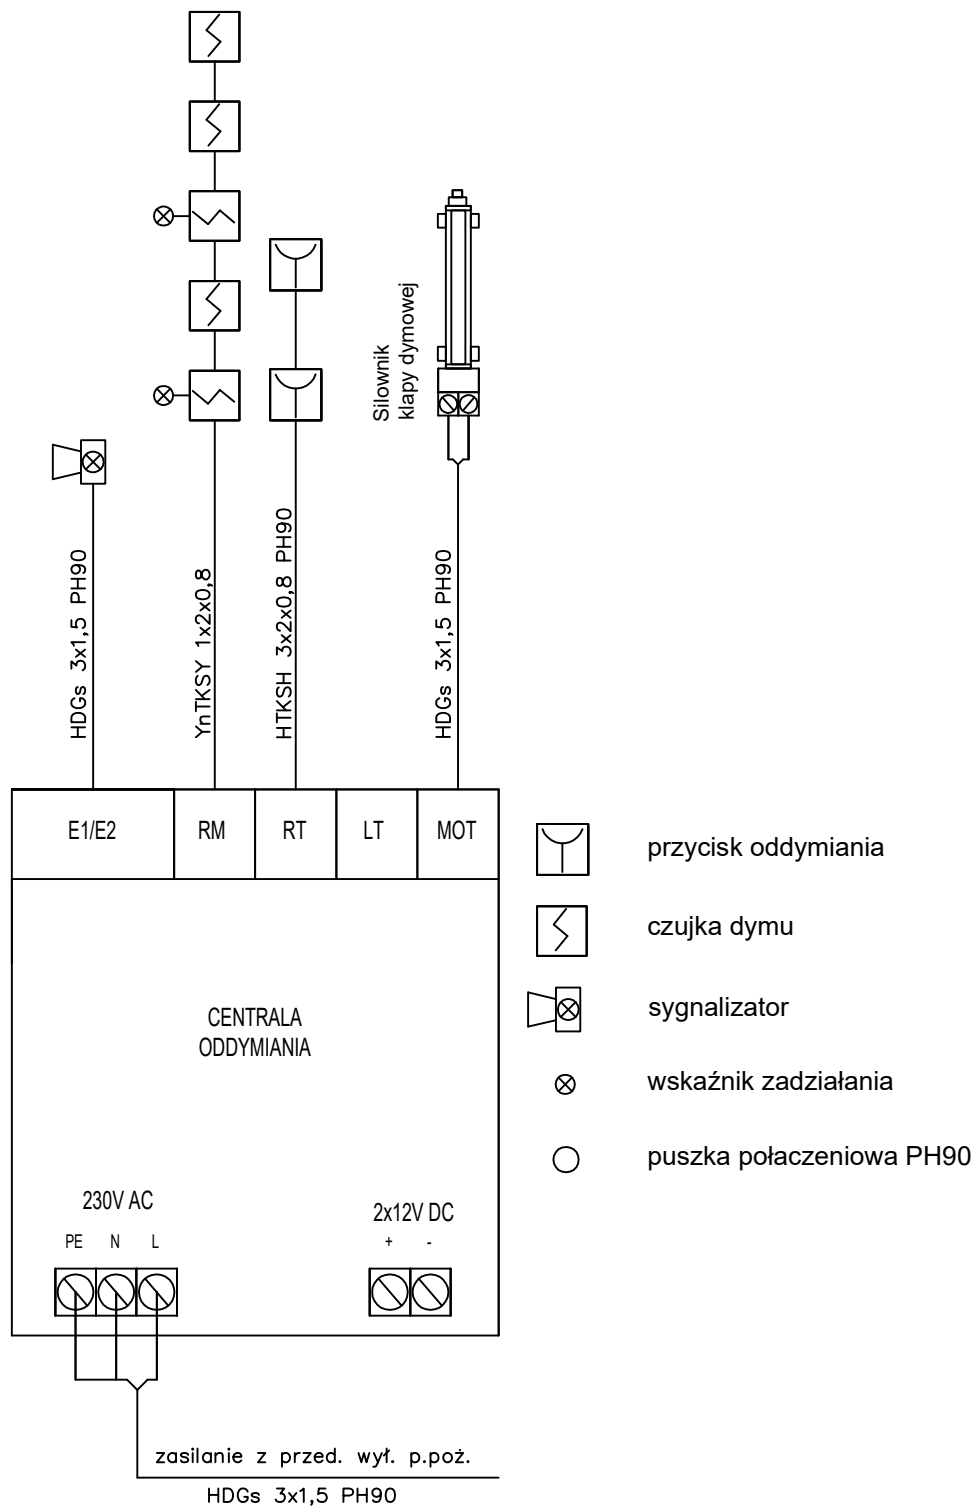 Silownik
klapy dymowej
HDGs 3x1,5 PH90
YnTKSY 1x2x0,8
HTKSH 3x2x0,8 PH90
HDGs 3x1,5 PH90
E1/E2
RM
RT
LT
MOT
CENTRALA
ODDYMIANIA
230V AC
PE N L
2x12V DC
+ -
zasilanie z przed. wył. p.poż.
HDGs 3x1,5 PH90
przycisk oddymiania
czujka dymu
sygnalizator
wskaźnik zadziałania
puszka połaczeniowa PH90